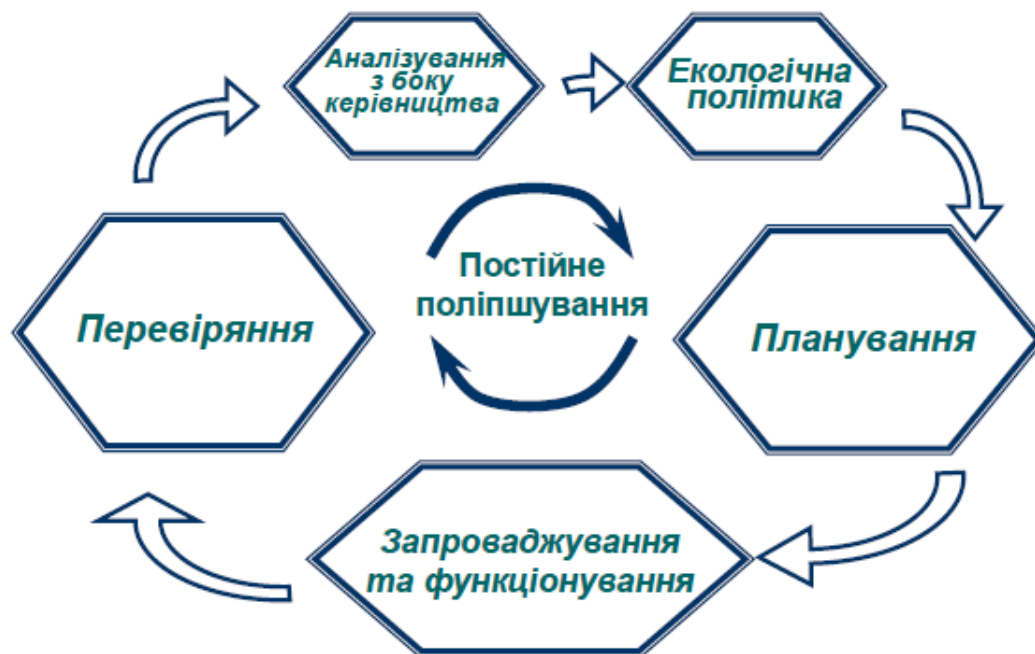 Аналізування
з боку
керівництва
Екологічна
політика
Перевіряння
Постійне
поліпшування
Планування
Запроваджування
та функціонування